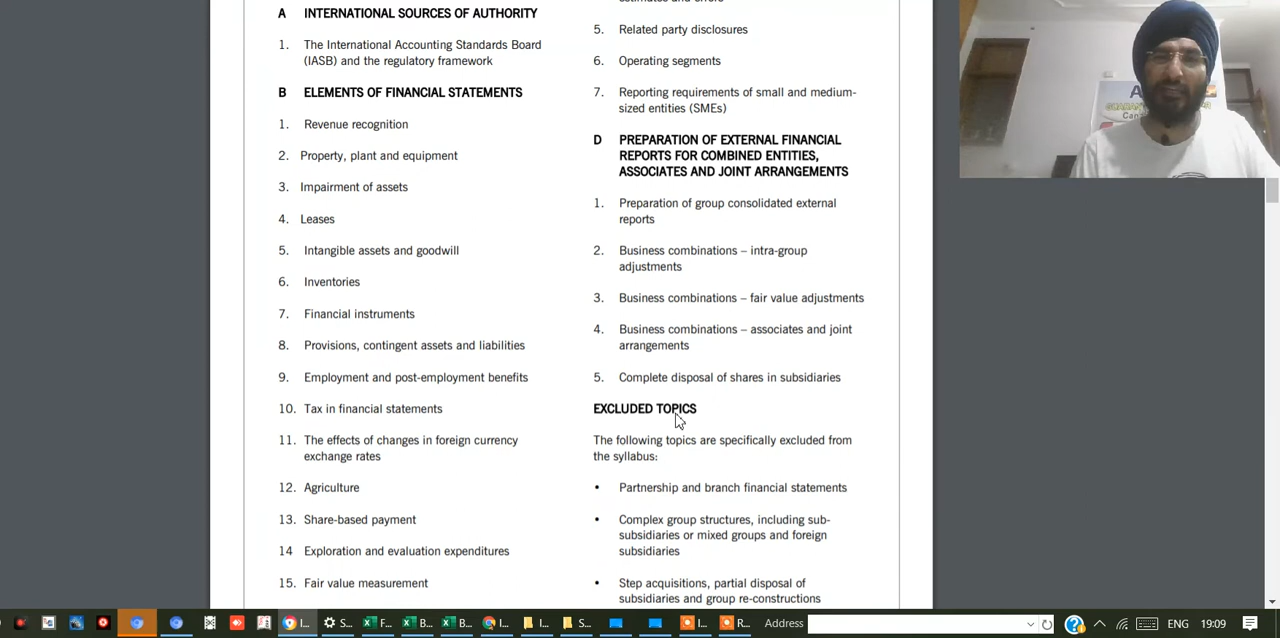 A INTERNATIONAL SOURCES OF AUTHORITY
1. The International Accounting Standards Board
(IASB) and the regulatory framework
B ELEMENTS OF FINANCIAL STATEMENTS
1. Revenue recognition
2. Property, plant and equipment
3. Impairment of assets
4. Leases
5. Intangible assets and goodwill
6. Inventories
7. Financial instruments
8. Provisions, contingent assets and liabilities
9. Employment and post-employment benefits
10. Tax in financial statements
11. The effects of changes in foreign currency
exchange rates
12. Agriculture
13. Share-based payment
14 Exploration and evaluation expenditures
15. Fair value measurement
5. Related party disclosures
6. Operating segments
7. Reporting requirements of small and medium-
sized entities (SMEs)
D PREPARATION OF EXTERNAL FINANCIAL
REPORTS FOR COMBINED ENTITIES,
ASSOCIATES AND JOINT ARRANGEMENTS
1. Preparation of group consolidated external
reports
2. Business combinations – intra-group
adjustments
3. Business combinations – fair value adjustments
4. Business combinations – associates and joint
arrangements
5. Complete disposal of shares in subsidiaries
EXCLUDED TOPICS
The following topics are specifically excluded from
the syllabus:
• Partnership and branch financial statements
• Complex group structures, including sub-
subsidiaries or mixed groups and foreign
subsidiaries
• Step acquisitions, partial disposal of
subsidiaries and group re-constructions
I... S... F... B... B... I... I... S... I... R... Address ENG 19:09